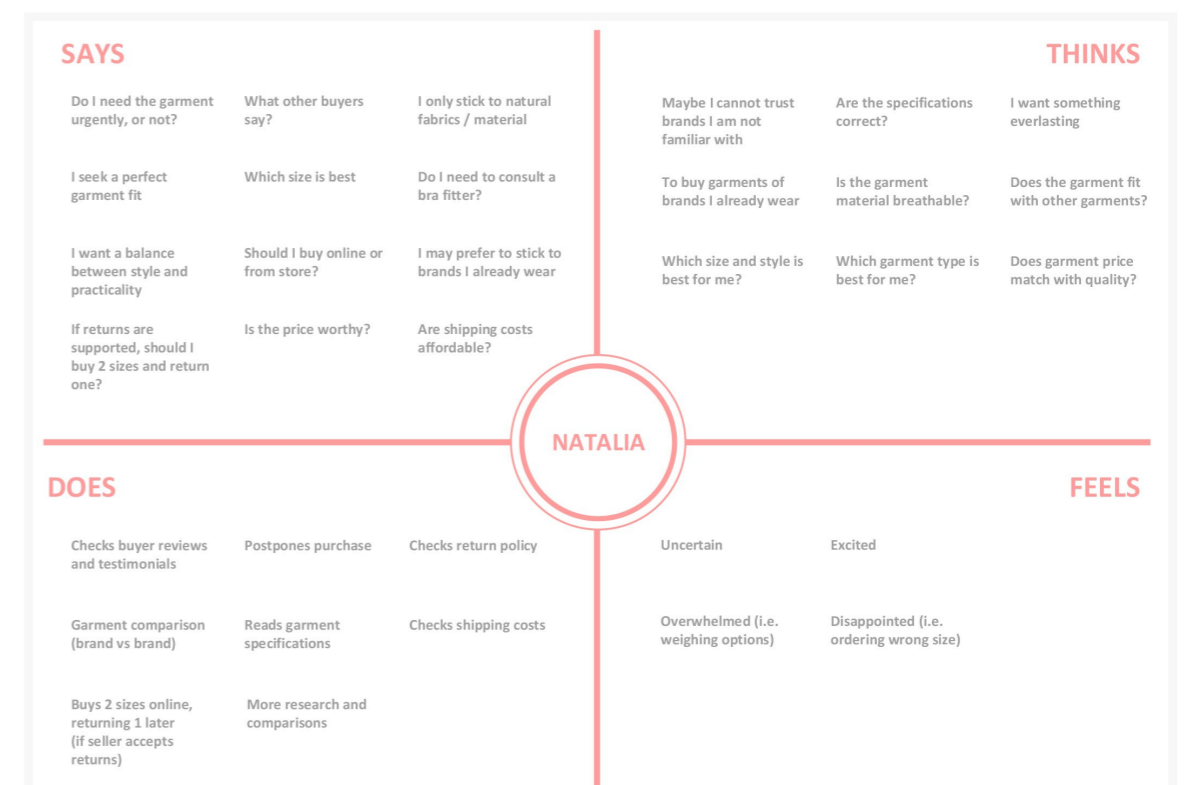 SAYS
Do I need the garment
urgently, or not?
What other buyers
say?
I only stick to natural
fabrics / material
I seek a perfect
garment fit
Which size is best
Do I need to consult a
bra fitter?
I want a balance
between style and
practicality
Should I buy online or
from store?
I may prefer to stick to
brands I already wear
If returns are
supported, should I
buy 2 sizes and return
one?
Is the price worthy?
Are shipping costs
affordable?
THINKS
Maybe I cannot trust
brands I am not
familiar with
Are the specifications
correct?
I want something
everlasting
To buy garments of
brands I already wear
Is the garment
material breathable?
Does the garment fit
with other garments?
Which size and style is
best for me?
Which garment type is
best for me?
Does garment price
match with quality?
NATALIA
DOES
Checks buyer reviews
and testimonials
Postpones purchase
Checks return policy
Garment comparison
(brand vs brand)
Reads garment
specifications
Checks shipping costs
Buys 2 sizes online,
returning 1 later
(if seller accepts
returns)
More research and
comparisons
FEELS
Uncertain
Excited
Overwhelmed (i.e.
weighing options)
Disappointed (i.e.
ordering wrong size)